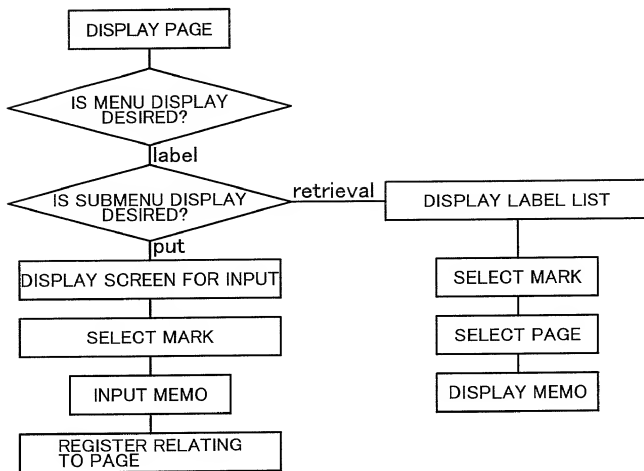 DISPLAY PAGE
IS MENU DISPLAY
DESIRED?
label
IS SUBMENU DISPLAY
DESIRED?
retrieval
put
DISPLAY SCREEN FOR INPUT
SELECT MARK
INPUT MEMO
REGISTER RELATING
TO PAGE
DISPLAY LABEL LIST
SELECT MARK
SELECT PAGE
DISPLAY MEMO